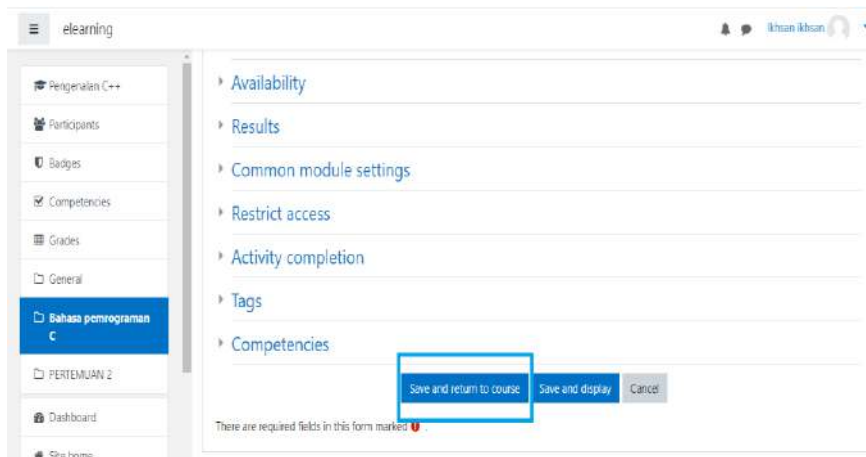 elearning
Ikhsan ikhsan
Pengenalan C++
Participants
Badges
Competencies
Grades
General
Bahasa pemrograman
C
PERTEMUAN 2
Dashboard
Site home
Availability
Results
Common module settings
Restrict access
Activity completion
Tags
Competencies
Save and return to course
Save and display
Cancel
There are required fields in this form marked .